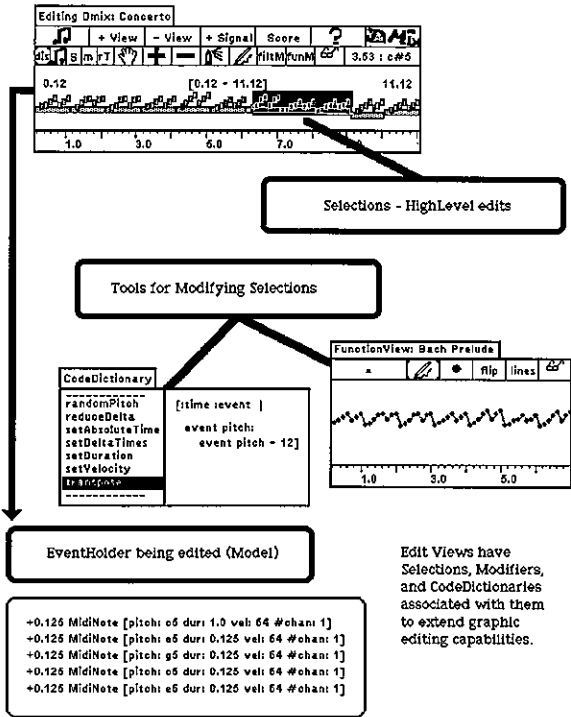 Editing Dmix: Concerto
+ View - View + Signal Score ?
dis s m rT filtM funM 3.53 : c#5
0.12 [0.12 - 11.12] 11.12
1.0 3.0 5.0 7.0
Selections - HighLevel edits
Tools for Modifying Selections
FunctionView: Bach Prelude
flip lines
1.0 3.0 5.0
CodeDictionary
randomPitch
reduceDelta
setAbsoluteTime
setDeltaTimes
setDuration
setVelocity
transpose
[:time :event |
event pitch:
event pitch - 12]
EventHolder being edited (Model)
Edit Views have
Selections, Modifiers,
and CodeDictionaries
associated with them
to extend graphic
editing capabilities.
+0.125 MidiNote [pitch: c5 dur: 1.0 vel: 64 #chan: 1]
+0.125 MidiNote [pitch: e5 dur: 0.125 vel: 64 #chan: 1]
+0.125 MidiNote [pitch: g5 dur: 0.125 vel: 64 #chan: 1]
+0.125 MidiNote [pitch: c6 dur: 0.125 vel: 64 #chan: 1]
+0.125 MidiNote [pitch: e6 dur: 0.125 vel: 64 #chan: 1]